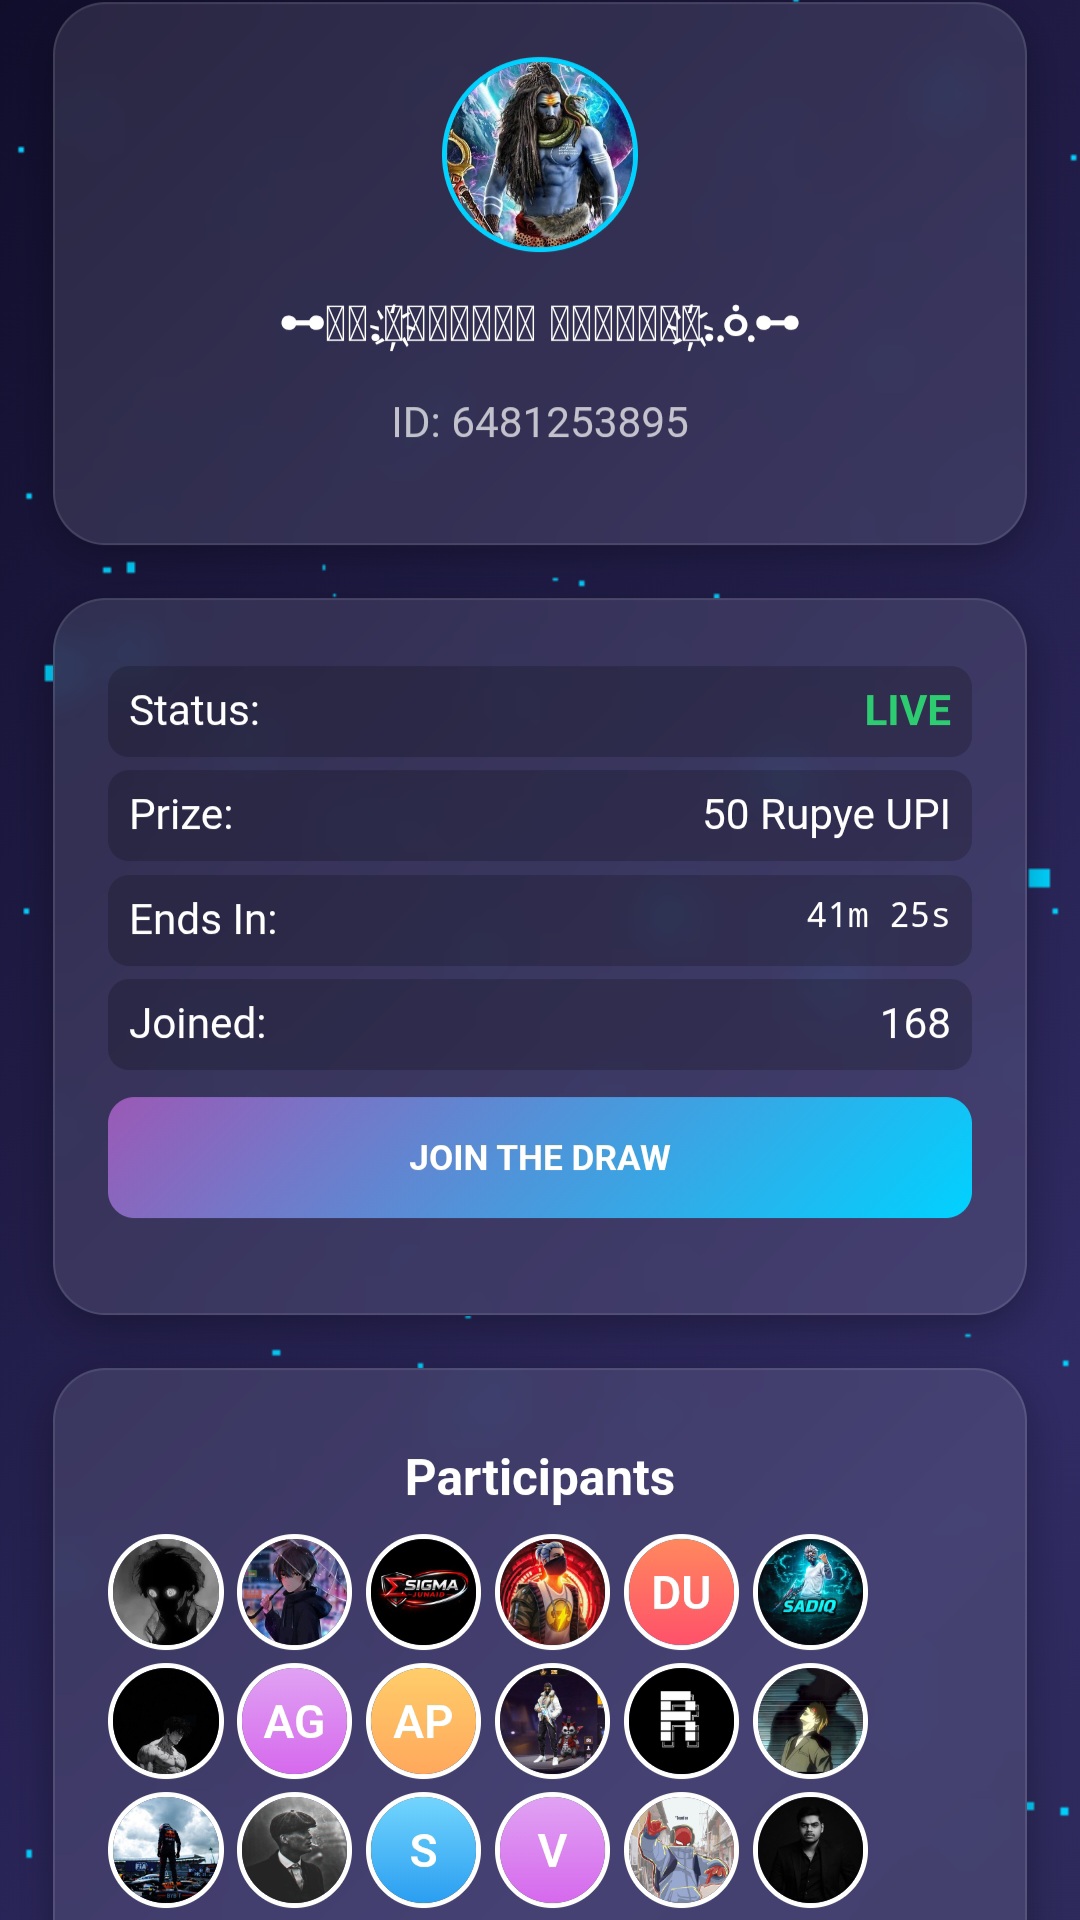 ID: 6481253895
Status: LIVE
Prize: 50 Rupye UPI
Ends In: 41m 25s
Joined: 168
JOIN THE DRAW
Participants
SIGMA
JUNAID
DU
SADIQ
AG
AP
R
S
V